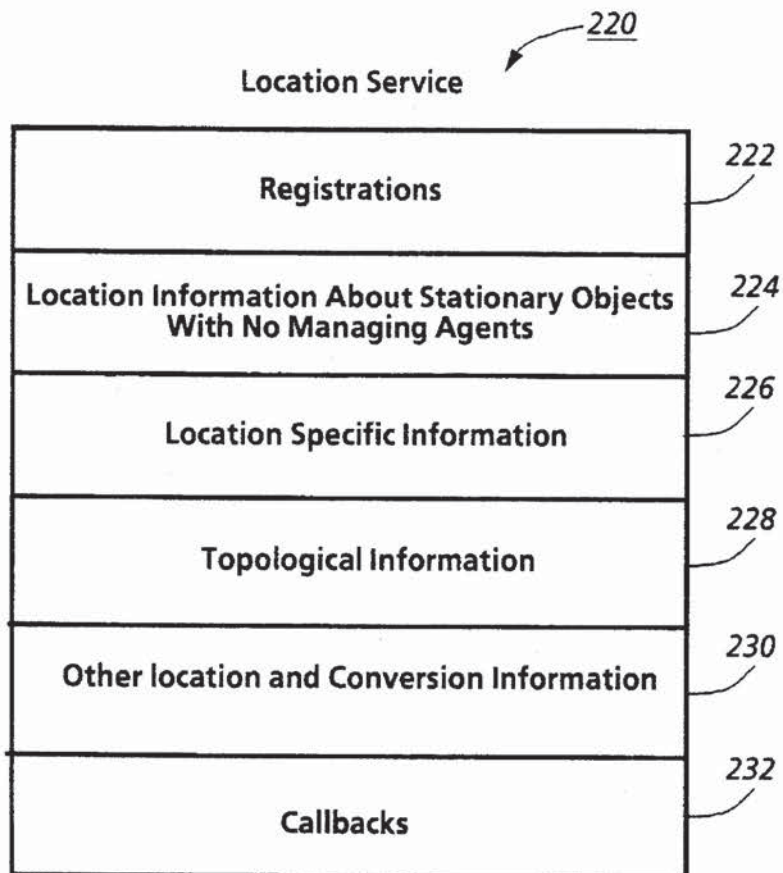 220
Location Service
222
Registrations
Location Information About Stationary Objects
224
With No Managing Agents
226
Location Specific Information
228
Topological Information
230
Other location and Conversion Information
232
Callbacks